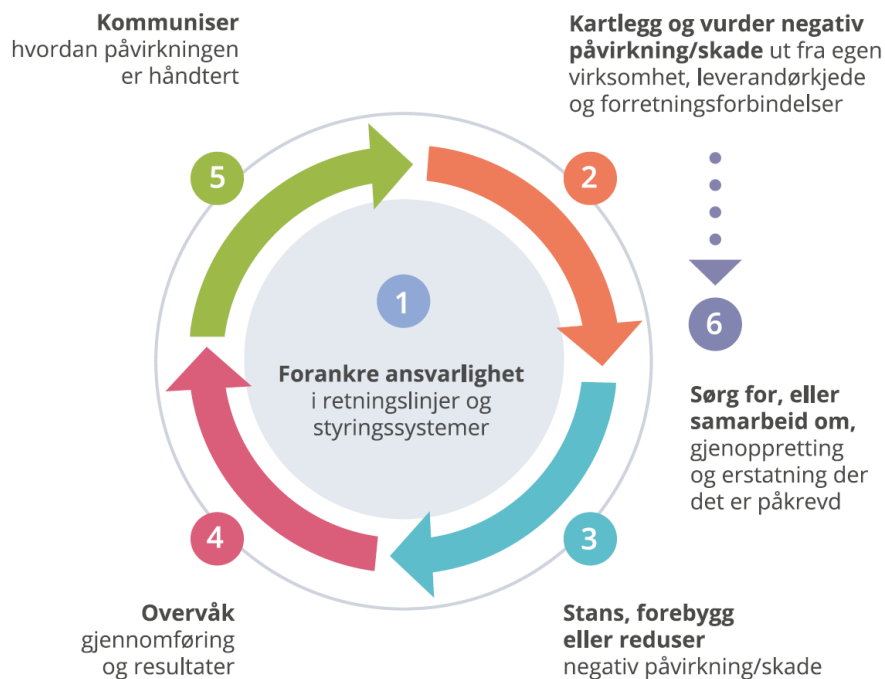 Kommuniser
hvordan påvirkningen
er håndtert
Kartlegg og vurder negativ
påvirkning/skade ut fra egen
virksomhet, leverandørkjede
og forretningsforbindelser
5
2
1
6
Forankre ansvarlighet
i retningslinjer og
styringssystemer
Sørg for, eller
samarbeid om,
gjenoppretting
og erstatning der
det er påkrevd
4
3
Overvåk
gjennomføring
og resultater
Stans, forebygg
eller reduser
negativ påvirkning/skade